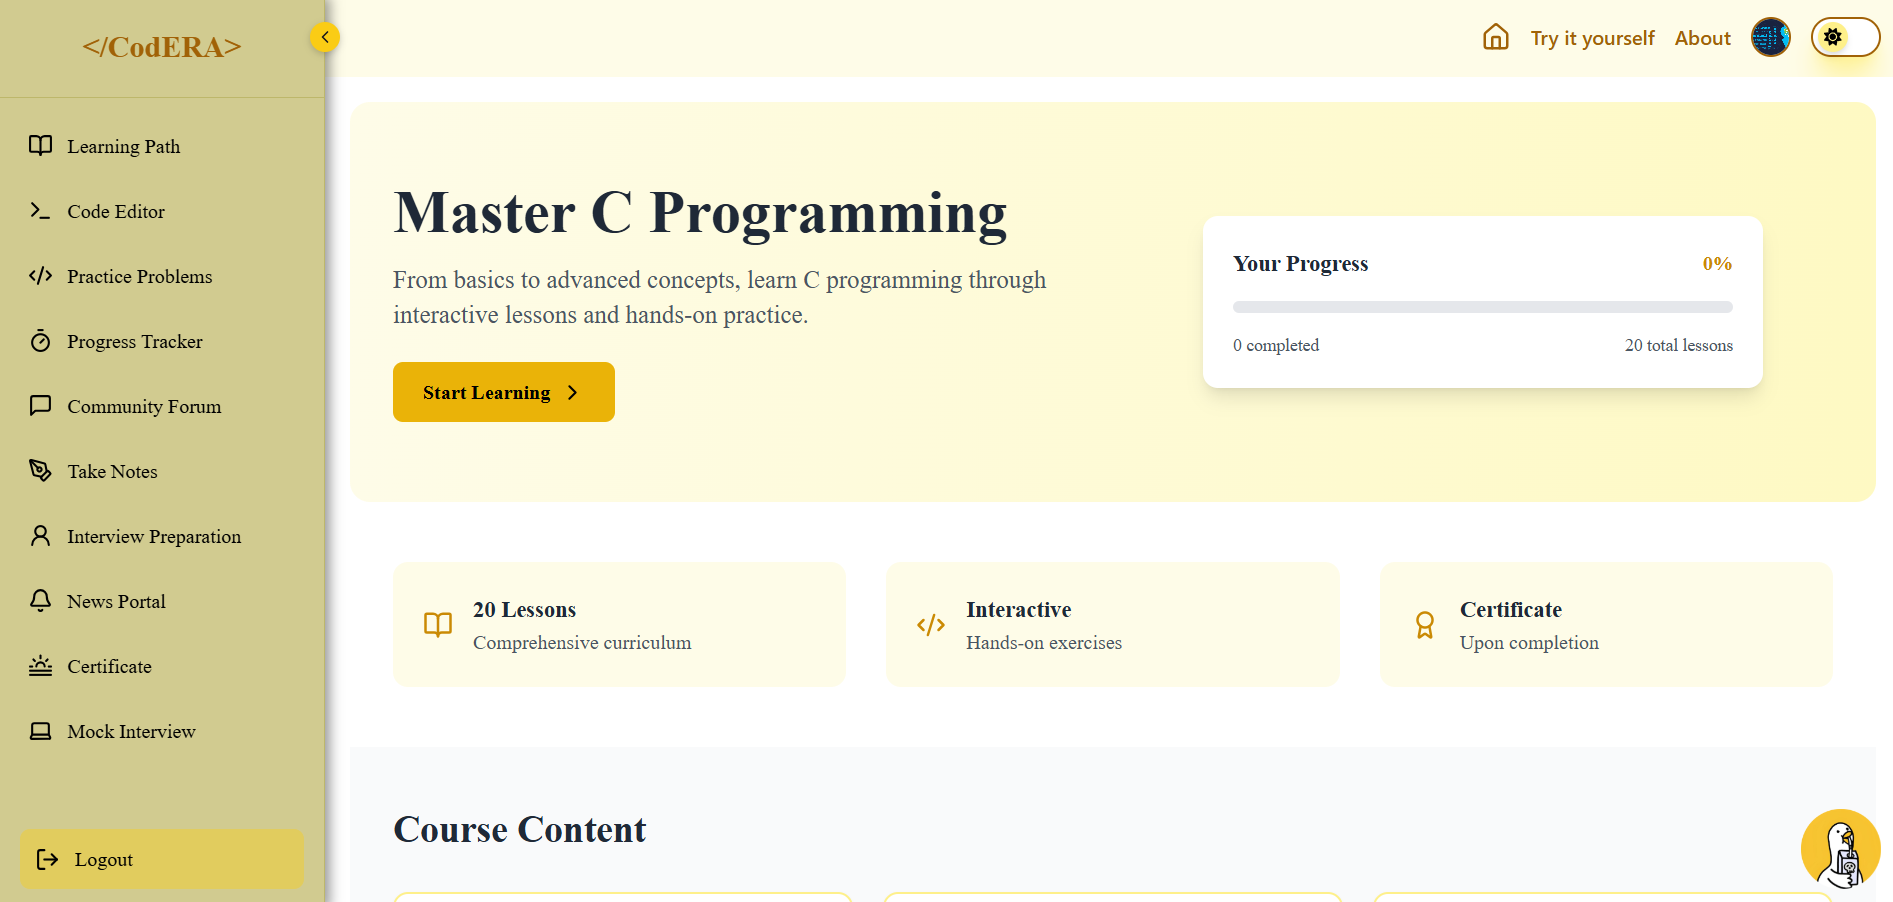 </CodERA>
Learning Path
Code Editor
Practice Problems
Progress Tracker
Community Forum
Take Notes
Interview Preparation
News Portal
Certificate
Mock Interview
Logout
Try it yourself
About
Master C Programming
From basics to advanced concepts, learn C programming through
interactive lessons and hands-on practice.
Start Learning
Your Progress
0%
0 completed
20 total lessons
20 Lessons
Comprehensive curriculum
Interactive
Hands-on exercises
Certificate
Upon completion
Course Content